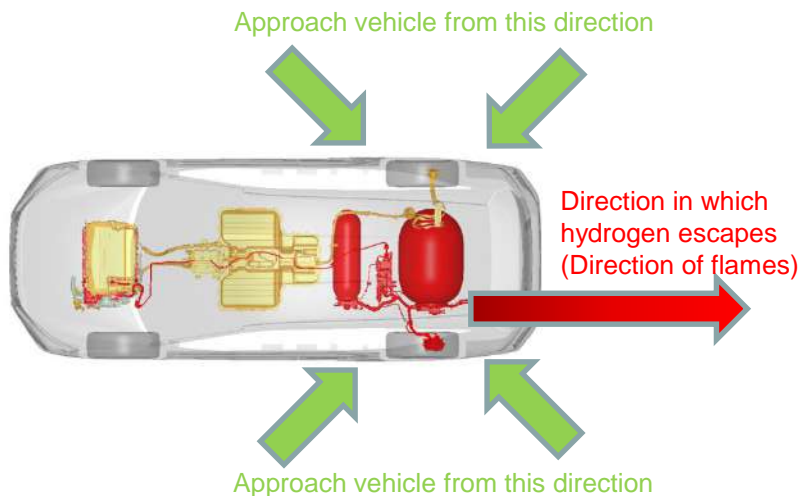 Approach vehicle from this direction
Direction in which
hydrogen escapes
(Direction of flames)
Approach vehicle from this direction